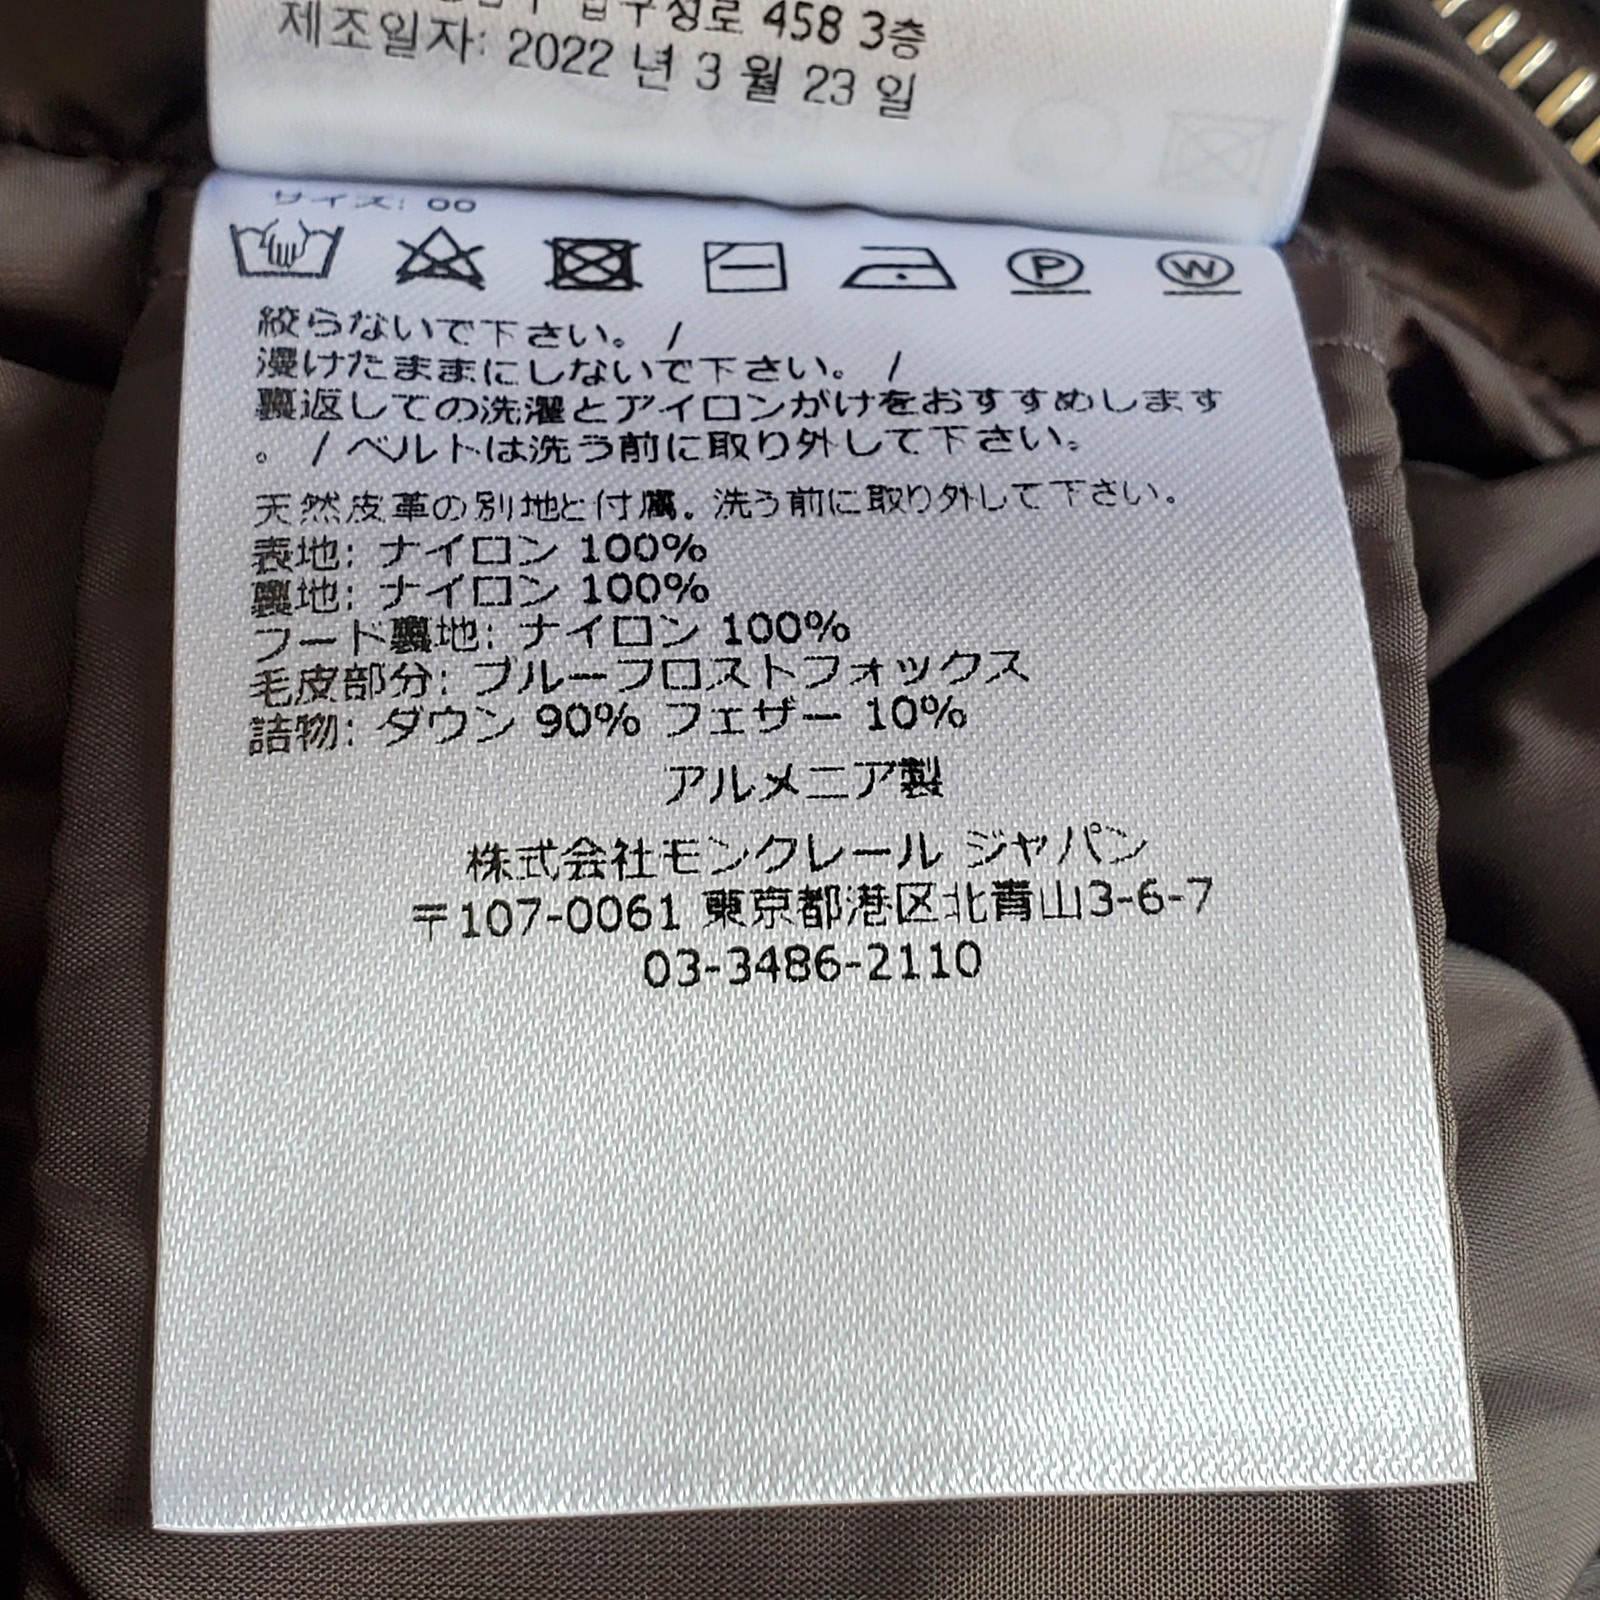 압구정로 458 3층
제조일자: 2022 년 3 월 23 일
サイズ: 00
P W
絞らないで下さい。 /
浸けたままにしないで下さい。 /
裏返しての洗濯とアイロンがけをおすすめします
。 / ベルトは洗う前に取り外して下さい。
天然皮革の別地と付属。洗う前に取り外して下さい。
表地: ナイロン 100%
裏地: ナイロン 100%
フード裏地: ナイロン 100%
毛皮部分: ブルーフロストフォックス
詰物: ダウン 90% フェザー 10%
アルメニア製
株式会社モンクレール ジャパン
〒107-0061 東京都港区北青山3-6-7
03-3486-2110